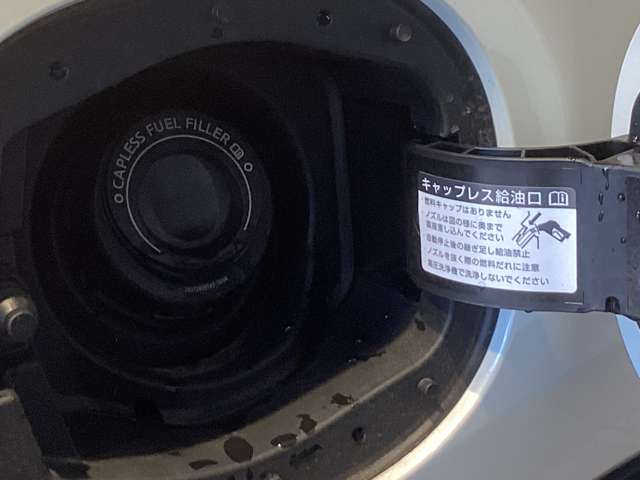 CAPLESS FUEL FILLER
キャップレス給油口
・燃料キャップはありません
・ノズルは図の様に奥まで
垂直差し込んでください
・自動停止後の継ぎ足し給油禁止
・ノズルを抜く際の燃料だれに注意
・高圧洗浄機で洗浄しないでください